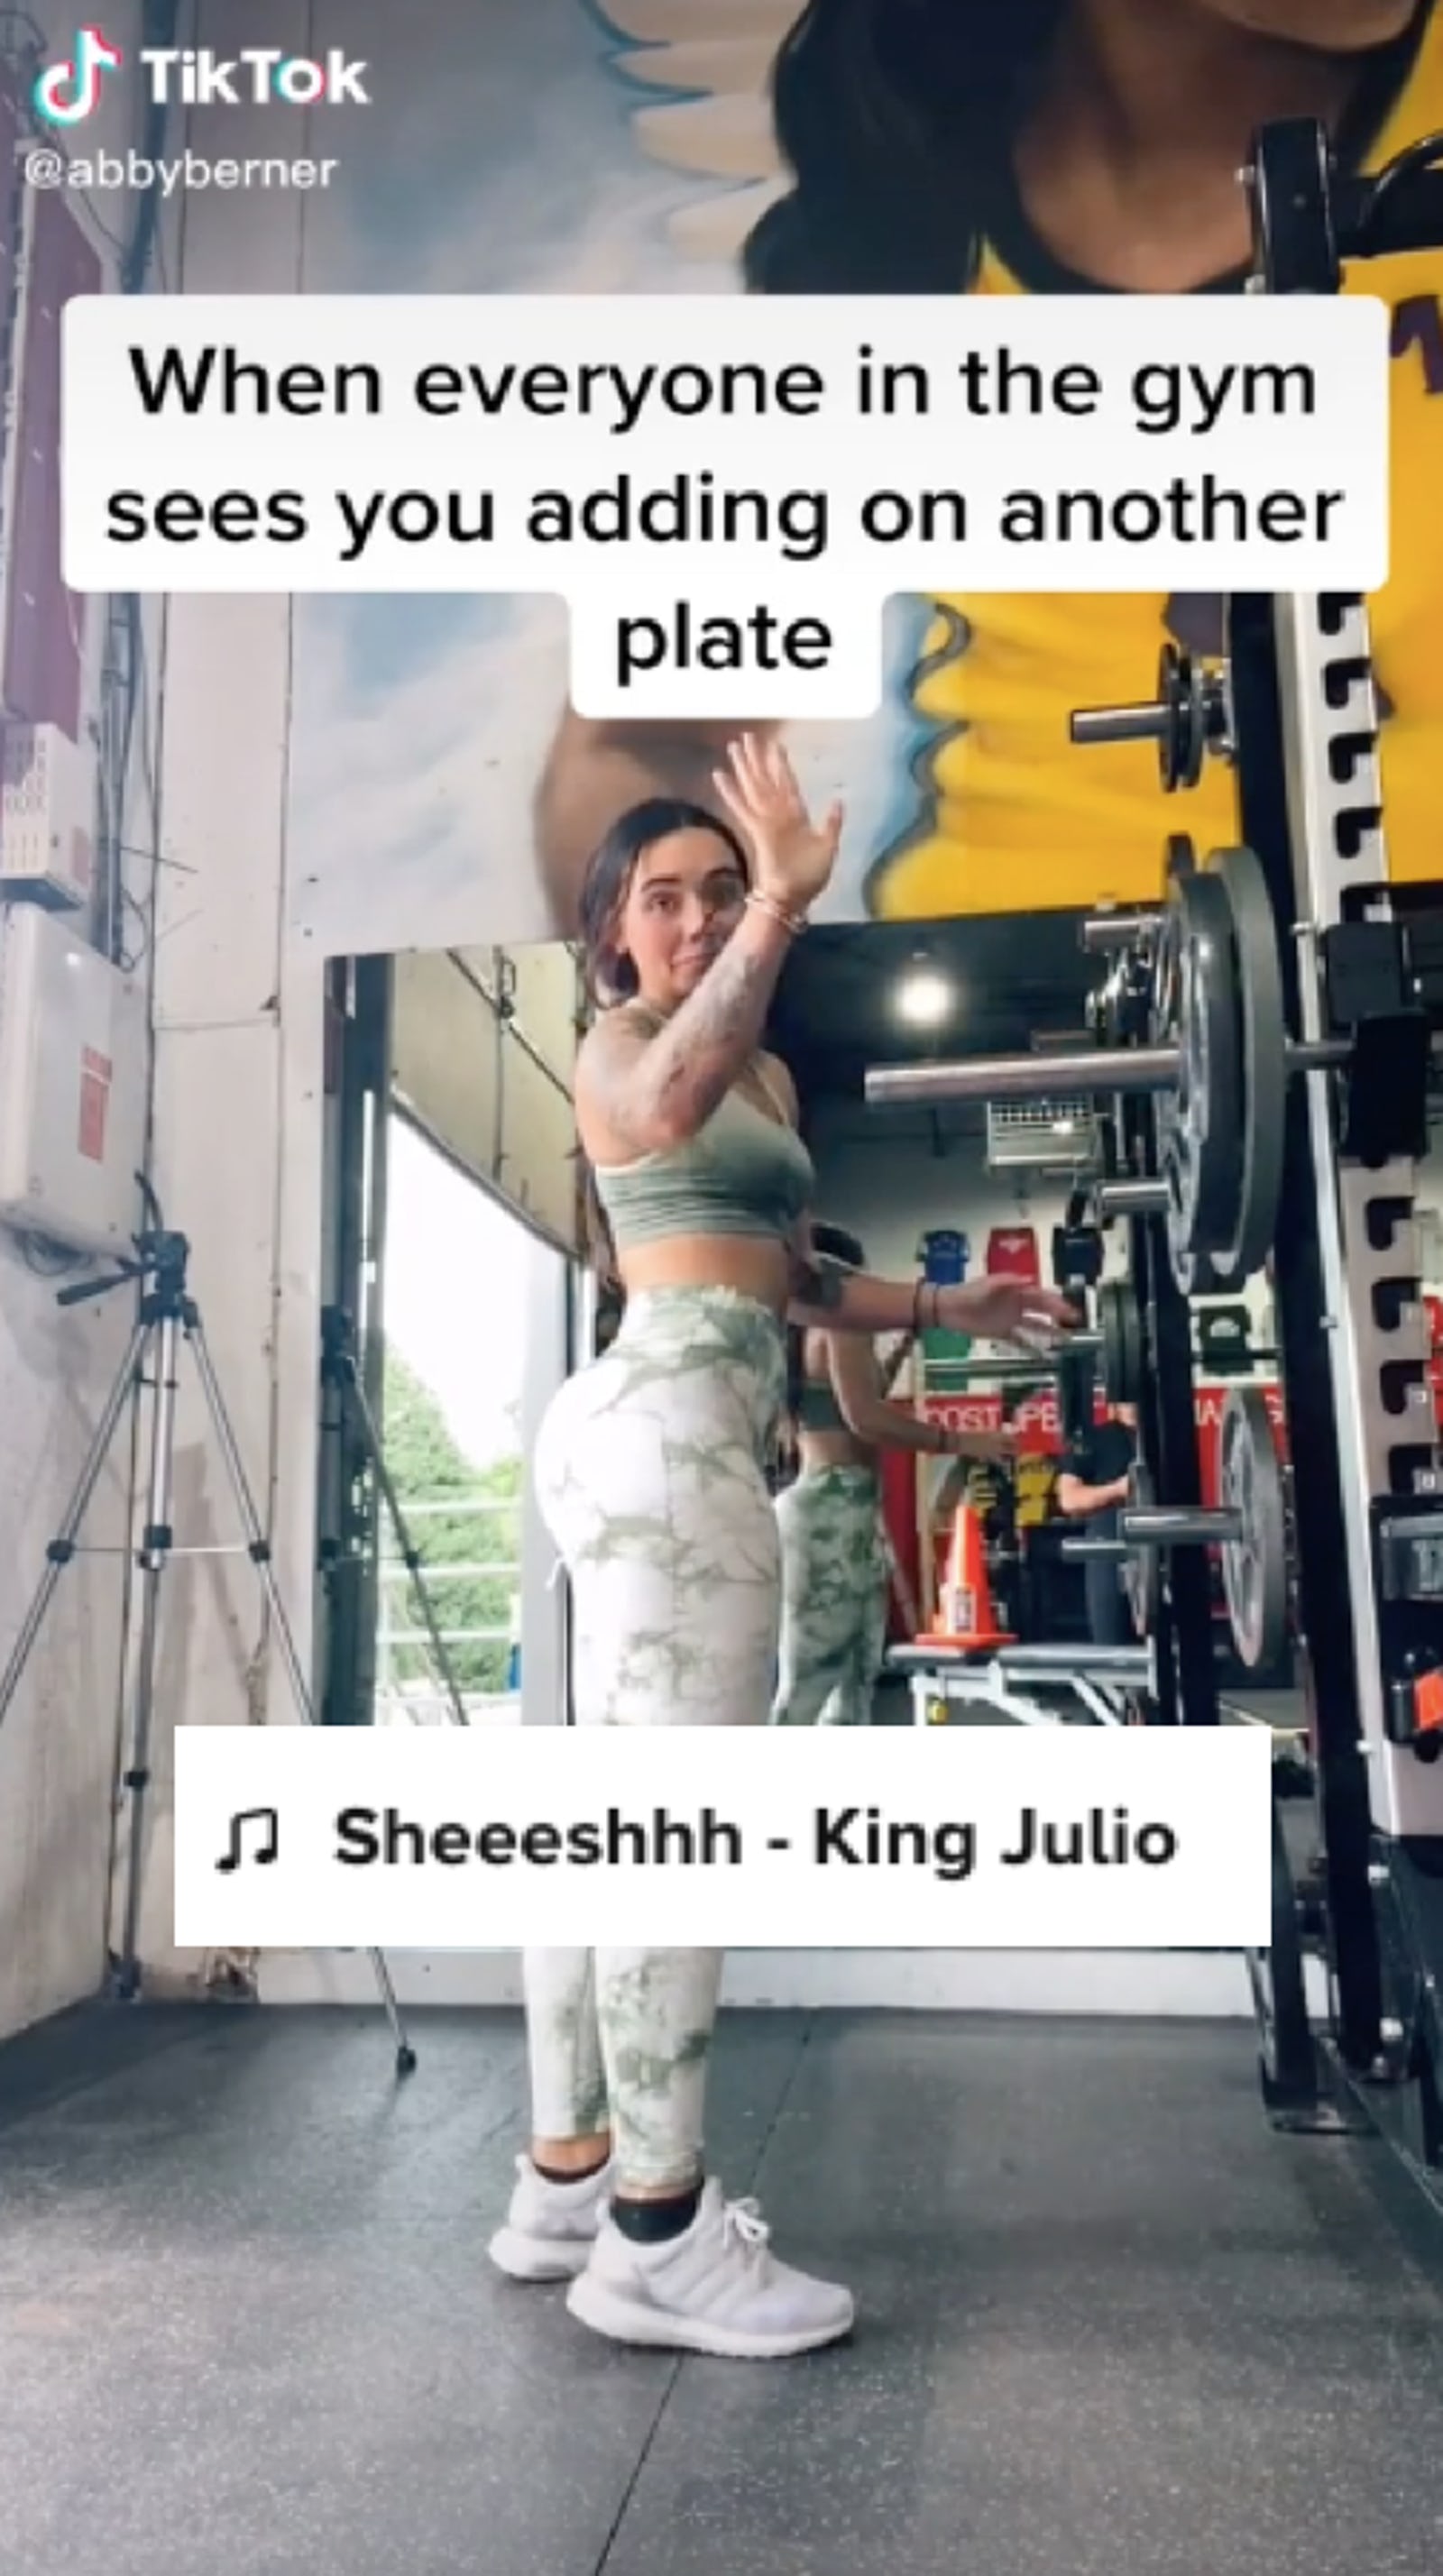 TikTok
@abbyberner
When everyone in the gym
sees you adding on another
plate
♫ Sheeeshhh - King Julio